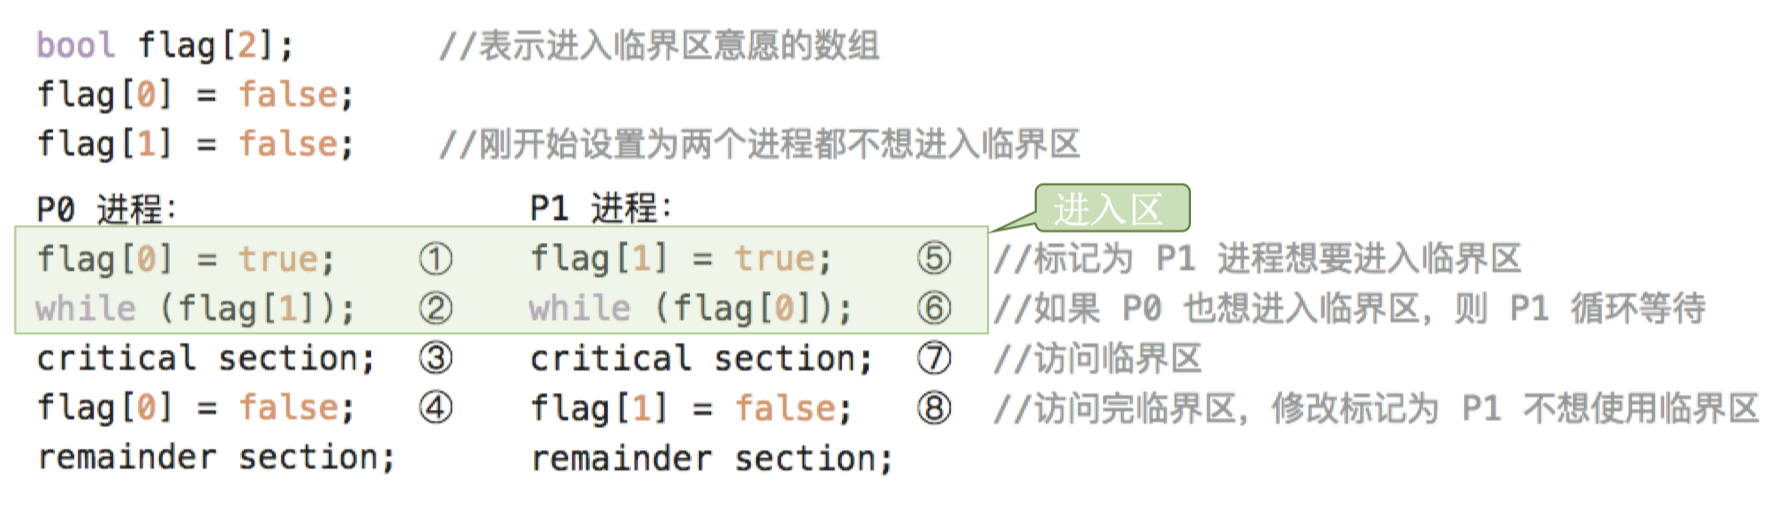 bool flag[2]; //表示进入临界区意愿的数组
flag[0] = false;
flag[1] = false; //刚开始设置为两个进程都不想进入临界区
P0 进程: P1 进程: 进入区
flag[0] = true; ① flag[1] = true; ⑤ //标记为 P1 进程想要进入临界区
while (flag[1]); ② while (flag[0]); ⑥ //如果 P0 也想进入临界区，则 P1 循环等待
critical section; ③ critical section; ⑦ //访问临界区
flag[0] = false; ④ flag[1] = false; ⑧ //访问完临界区，修改标记为 P1 不想使用临界区
remainder section; remainder section;